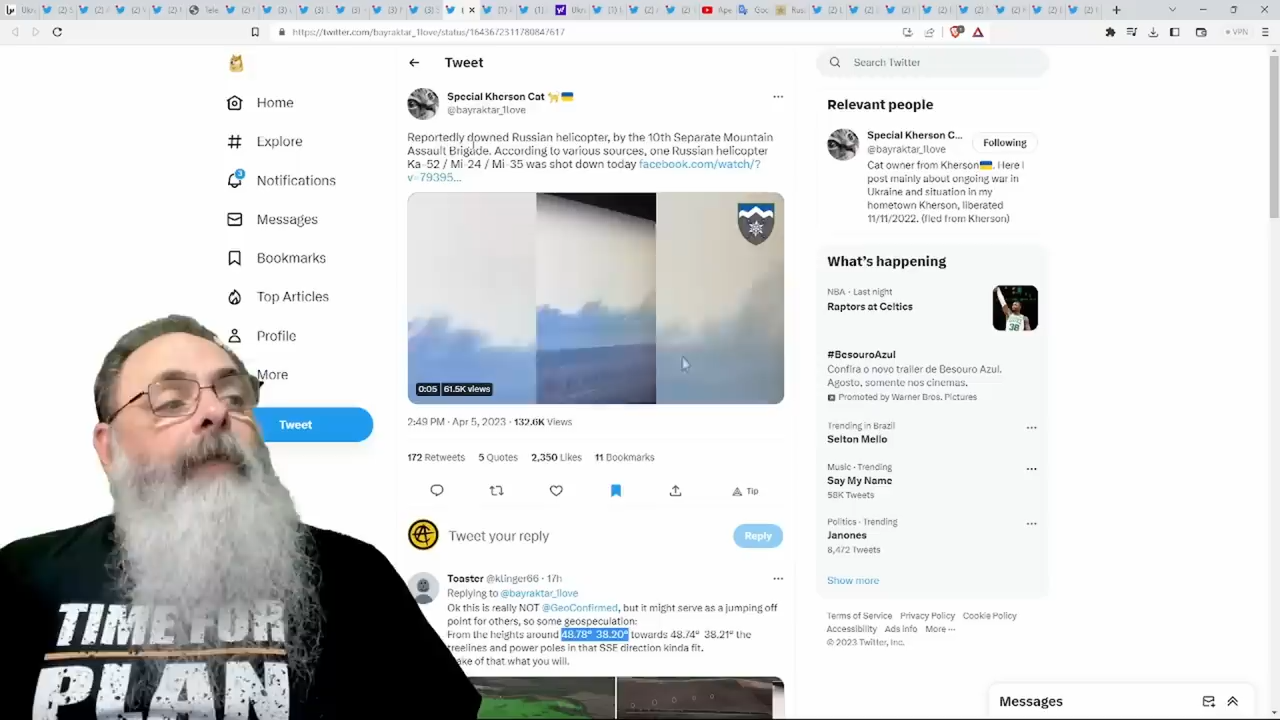 https://twitter.com/bayraktar_1love/status/1643672311780847617
VPN
Home
Explore
3
Notifications
Messages
Bookmarks
Top Articles
Profile
More
Tweet
Tweet
Special Kherson Cat
@bayraktar_1love
Reportedly downed Russian helicopter, by the 10th Separate Mountain
Assault Brigade. According to various sources, one Russian helicopter
Ka-52 / Mi-24 / Mi-35 was shot down today facebook.com/watch/?
v=79395...
0:05 61.5K views
2:49 PM · Apr 5, 2023 · 132.6K Views
172 Retweets 5 Quotes 2,350 Likes 11 Bookmarks
Tip
Tweet your reply
Reply
Toaster @klinger66 · 17h
Replying to @bayraktar_1love
Ok this is really NOT @GeoConfirmed, but it might serve as a jumping off
point for others, so some geospeculation:
From the heights around 48.78° 38.20° towards 48.74° 38.21° the
treelines and power poles in that SSE direction kinda fit.
ake of that what you will.
Search Twitter
Relevant people
Special Kherson C...
@bayraktar_1love
Following
Cat owner from Kherson. Here I
post mainly about ongoing war in
Ukraine and situation in my
hometown Kherson, liberated
11/11/2022. (fled from Kherson)
What's happening
NBA · Last night
Raptors at Celtics
38
#BesouroAzul
Confira o novo trailer de Besouro Azul.
Agosto, somente nos cinemas.
Promoted by Warner Bros. Pictures
Trending in Brazil
Selton Mello
Music · Trending
Say My Name
58K Tweets
Politics · Trending
Janones
8,472 Tweets
Show more
Terms of Service Privacy Policy Cookie Policy
Accessibility Ads info More ···
© 2023 Twitter, Inc.
Messages
PLAN